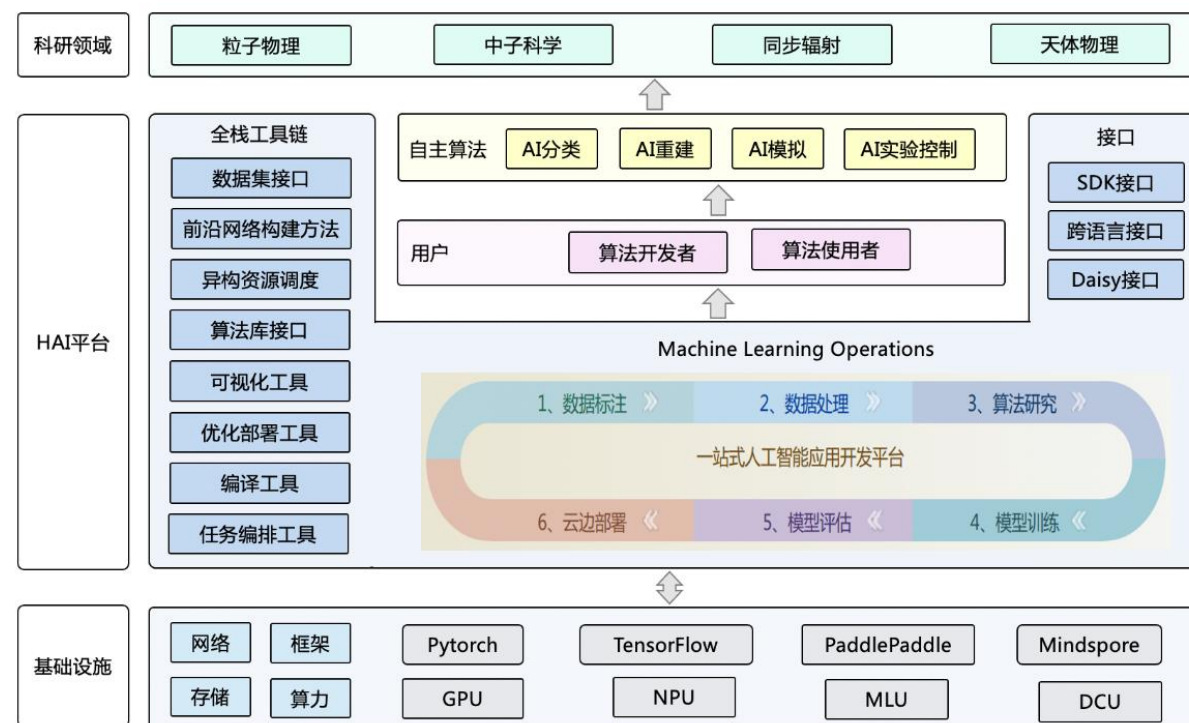 科研领域
粒子物理
中子科学
同步辐射
天体物理
HAI平台
全栈工具链
数据集接口
前沿网络构建方法
异构资源调度
算法库接口
可视化工具
优化部署工具
编译工具
任务编排工具
自主算法
AI分类
AI重建
AI模拟
AI实验控制
用户
算法开发者
算法使用者
接口
SDK接口
跨语言接口
Daisy接口
Machine Learning Operations
1、数据标注
2、数据处理
3、算法研究
一站式人工智能应用开发平台
6、云边部署
5、模型评估
4、模型训练
基础设施
网络
框架
存储
算力
Pytorch
TensorFlow
PaddlePaddle
Mindspore
GPU
NPU
MLU
DCU